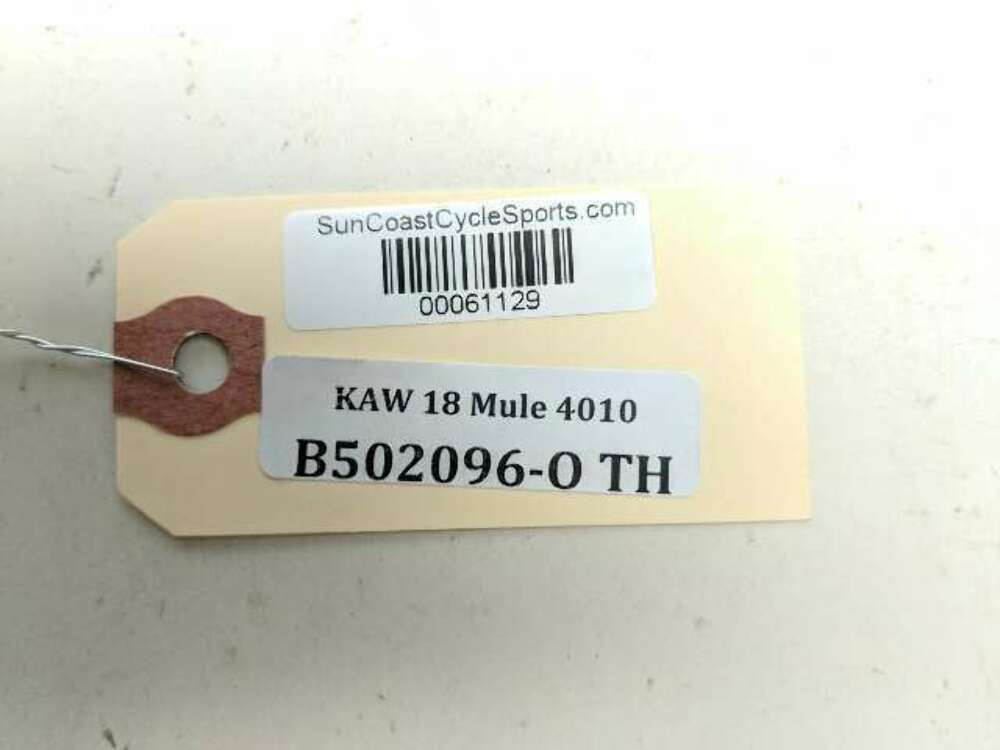 SunCoastCycleSports.com
00061129
KAW 18 Mule 4010
B502096-O TH